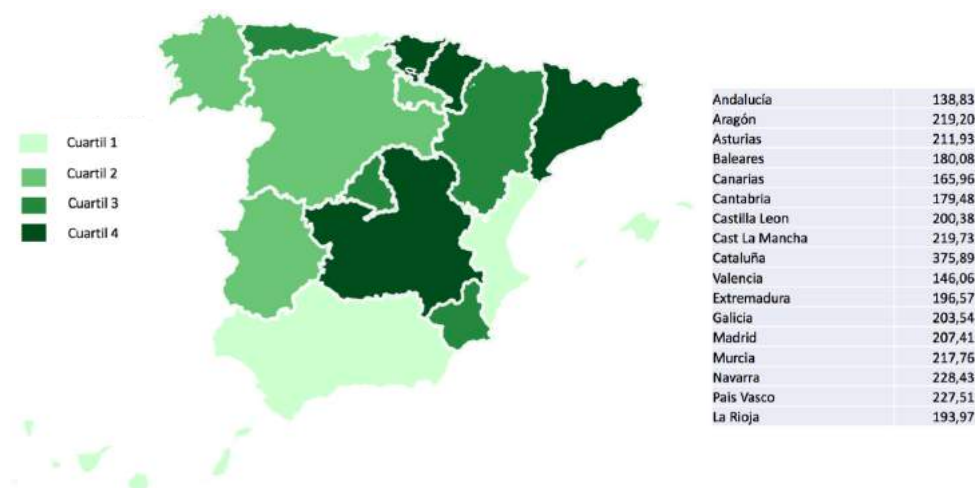 Cuartil 1
Cuartil 2
Cuartil 3
Cuartil 4
Andalucía 138,83
Aragón 219,20
Asturias 211,93
Baleares 180,08
Canarias 165,96
Cantabria 179,48
Castilla Leon 200,38
Cast La Mancha 219,73
Cataluña 375,89
Valencia 146,06
Extremadura 196,57
Galicia 203,54
Madrid 207,41
Murcia 217,76
Navarra 228,43
Pais Vasco 227,51
La Rioja 193,97